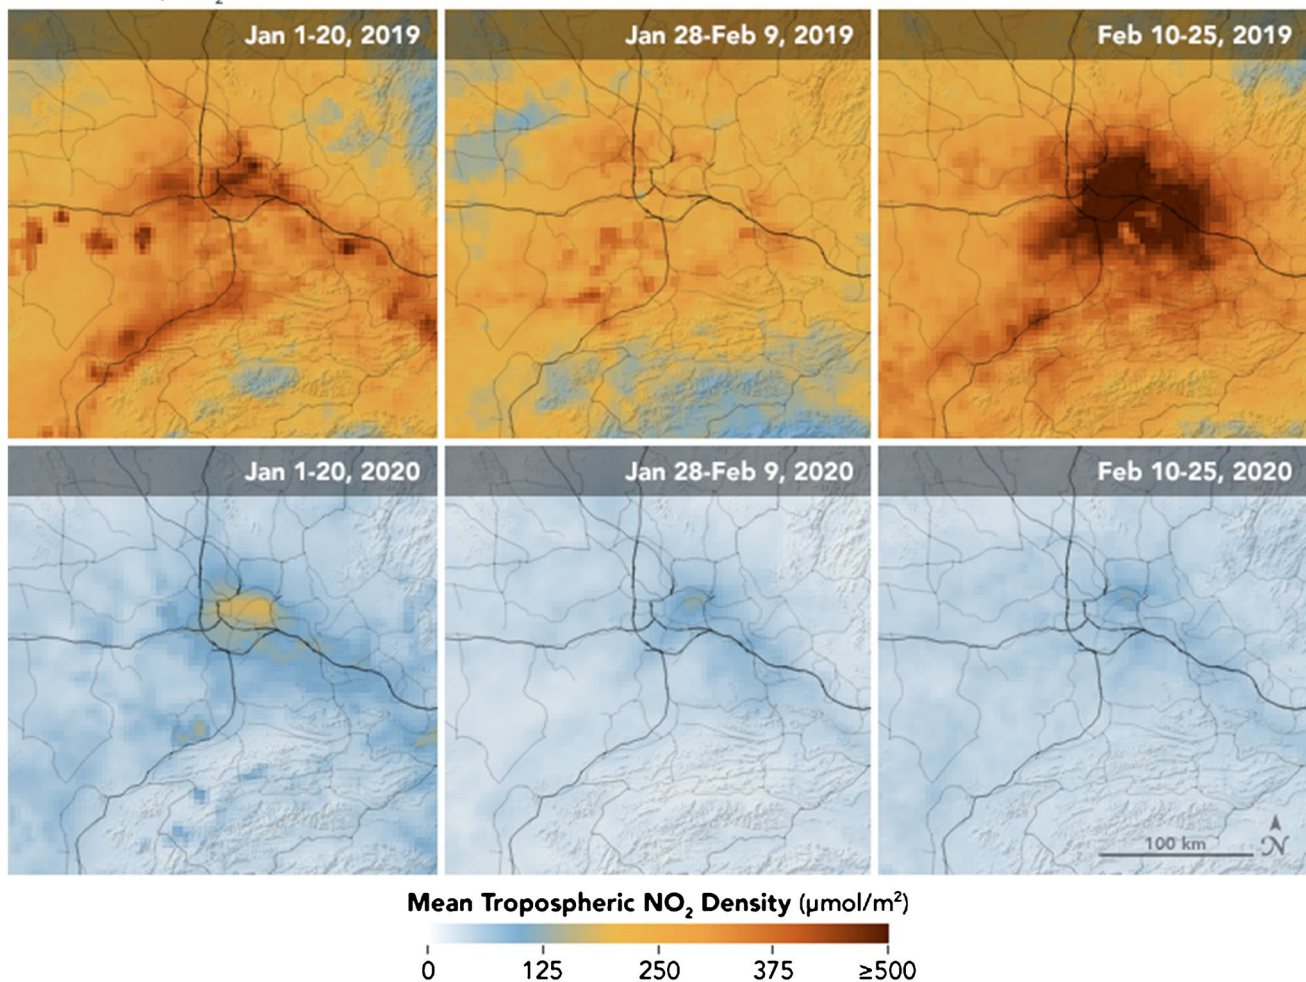 Jan 1-20, 2019
Jan 28-Feb 9, 2019
Feb 10-25, 2019
Jan 1-20, 2020
Jan 28-Feb 9, 2020
Feb 10-25, 2020
100 km
N
Mean Tropospheric NO₂ Density (µmol/m²)
0 125 250 375 ≥500